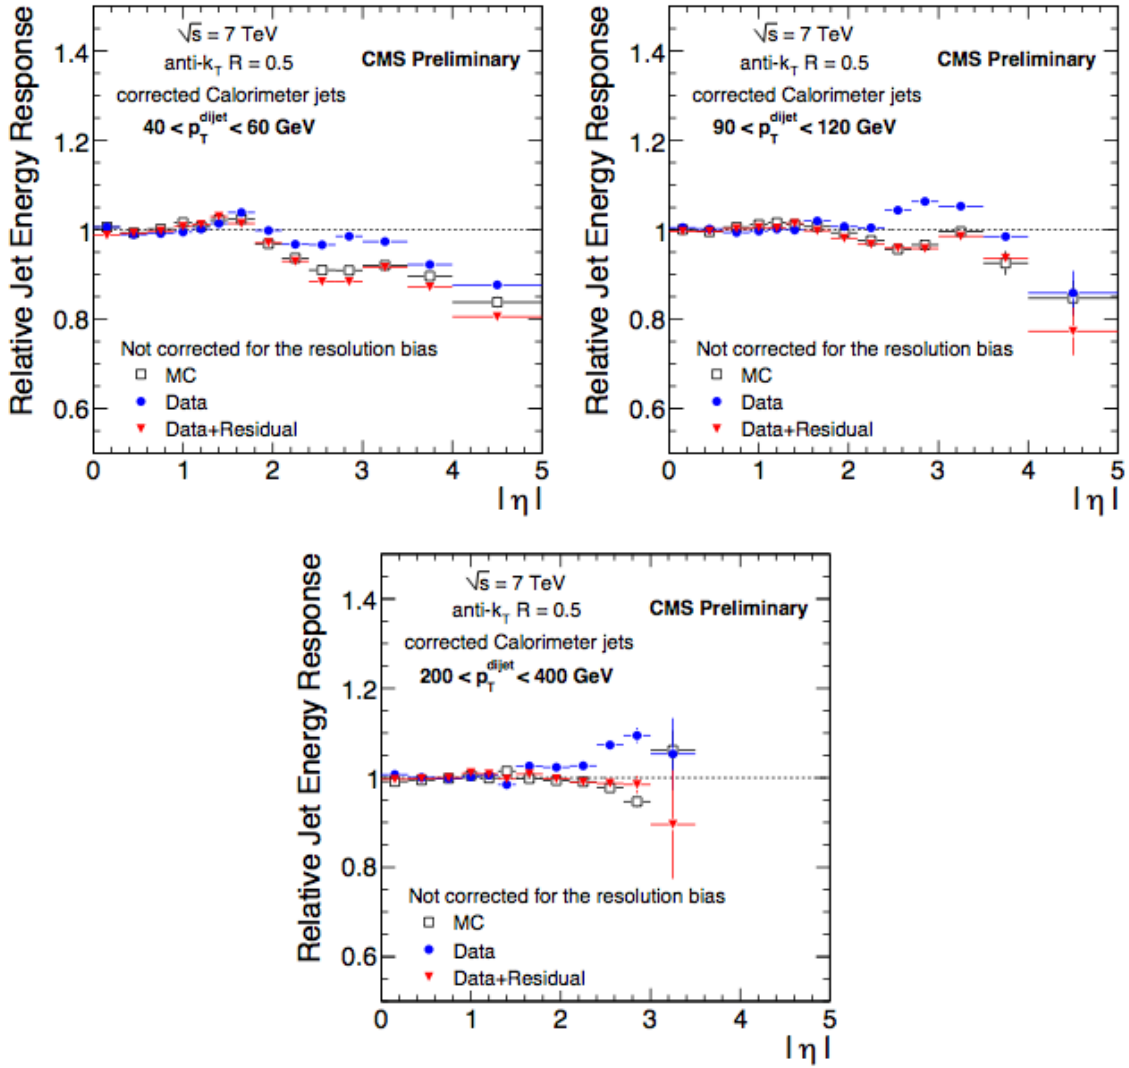 Relative Jet Energy Response
1.4
1.2
1
0.8
0.6
√s = 7 TeV
anti-k_T R = 0.5
CMS Preliminary
corrected Calorimeter jets
40 < p_T^dijet < 60 GeV
Not corrected for the resolution bias
MC
Data
Data+Residual
0 1 2 3 4 5
| η |
Relative Jet Energy Response
1.4
1.2
1
0.8
0.6
√s = 7 TeV
anti-k_T R = 0.5
CMS Preliminary
corrected Calorimeter jets
90 < p_T^dijet < 120 GeV
Not corrected for the resolution bias
MC
Data
Data+Residual
0 1 2 3 4 5
| η |
Relative Jet Energy Response
1.4
1.2
1
0.8
0.6
√s = 7 TeV
anti-k_T R = 0.5
CMS Preliminary
corrected Calorimeter jets
200 < p_T^dijet < 400 GeV
Not corrected for the resolution bias
MC
Data
Data+Residual
0 1 2 3 4 5
| η |